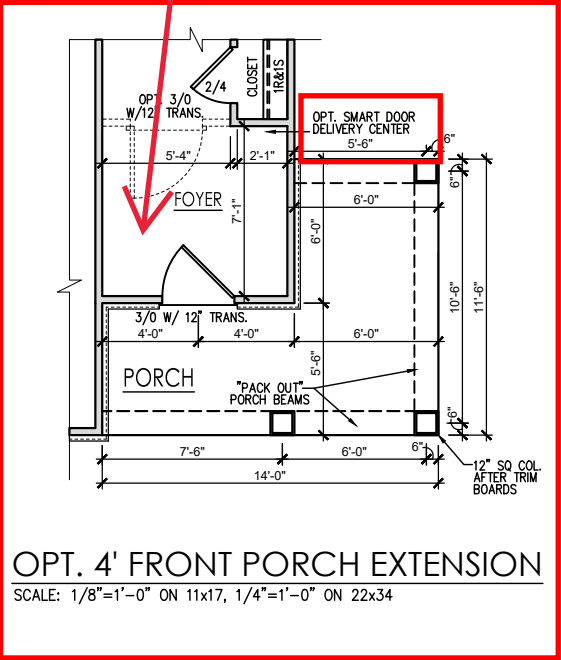 CLOSET
1R&1S
2/4
OPT. 3/0
W/12" TRANS.
OPT. SMART DOOR
DELIVERY CENTER
5'-6"
6"
5'-4"
2'-1"
6"
FOYER
7'-1"
6'-0"
6'-0"
10'-6"
11'-6"
3/0 W/ 12" TRANS.
4'-0"
4'-0"
6'-0"
5'-6"
PORCH
"PACK OUT"
PORCH BEAMS
6"
7'-6"
6'-0"
6"
14'-0"
12" SQ COL.
AFTER TRIM
BOARDS
OPT. 4' FRONT PORCH EXTENSION
SCALE: 1/8"=1'-0" ON 11x17, 1/4"=1'-0" ON 22x34